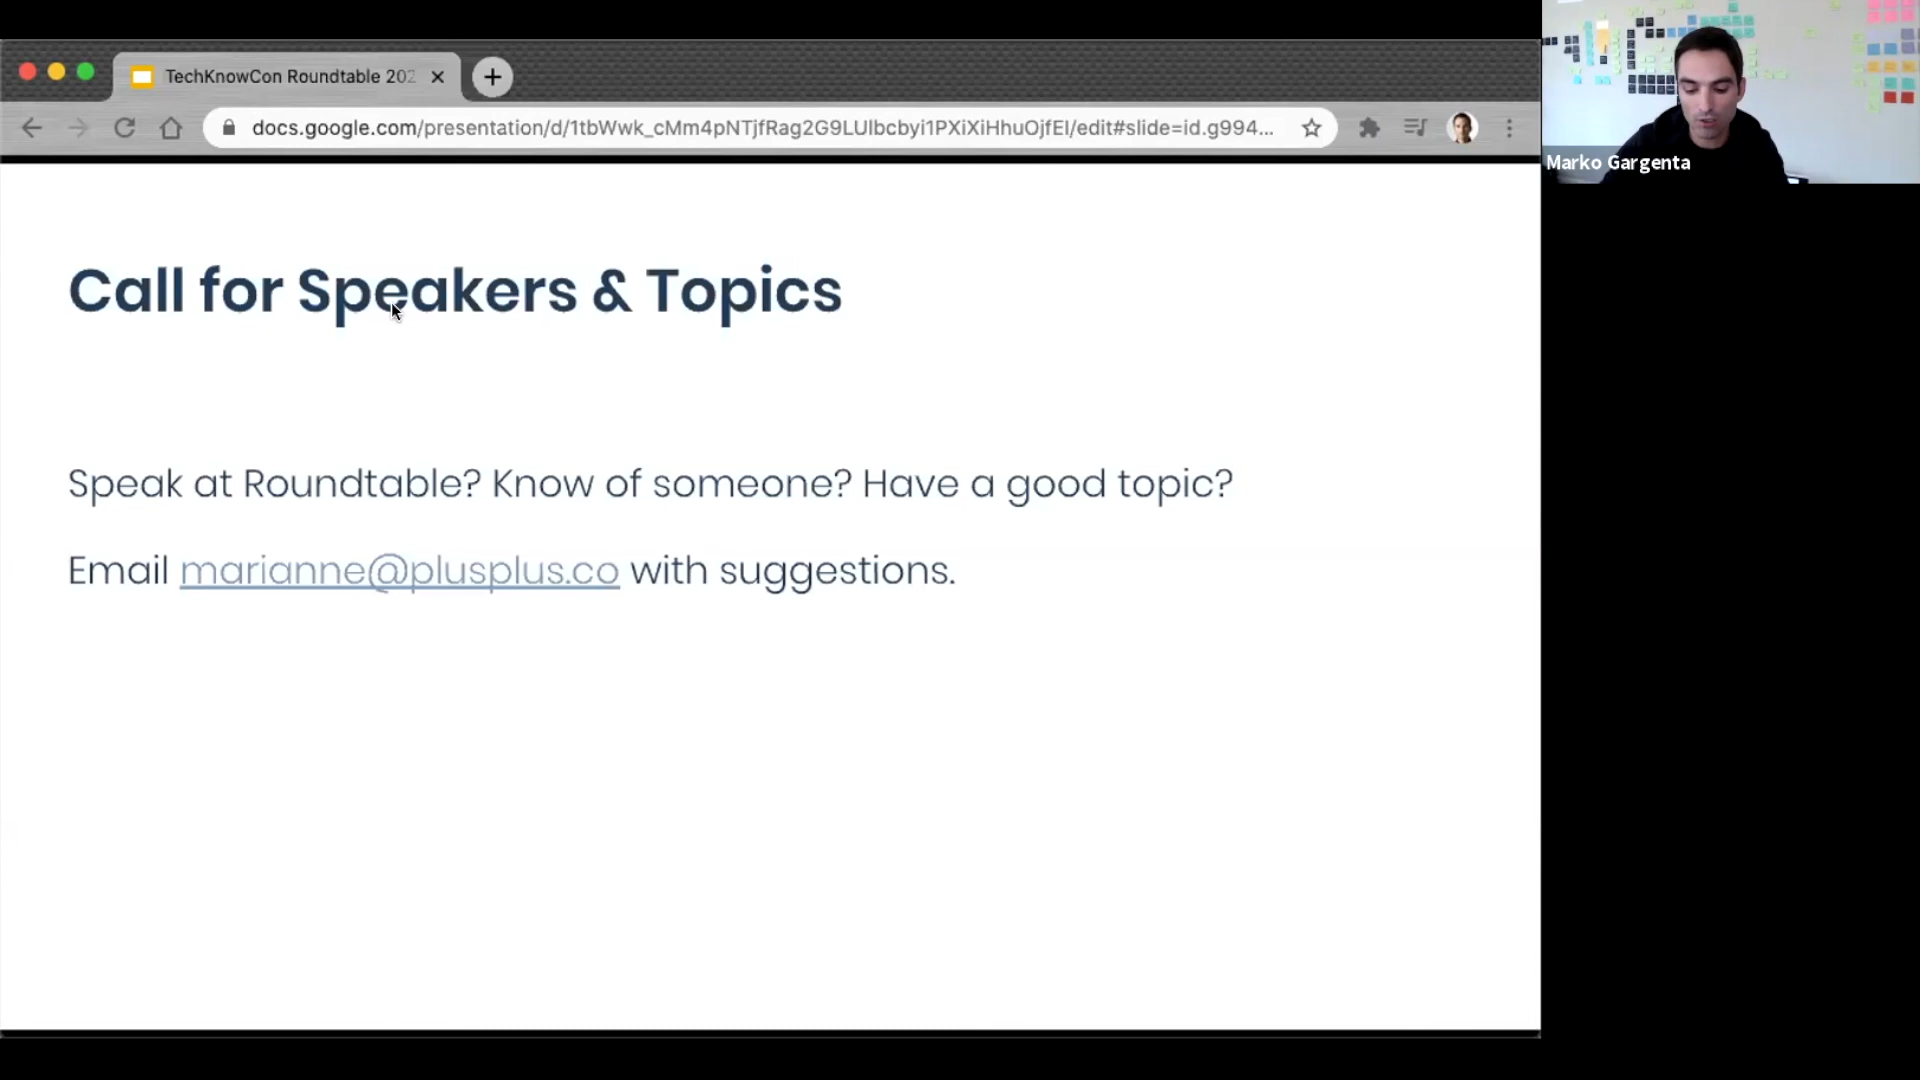 TechKnowCon Roundtable 202
docs.google.com/presentation/d/1tbWwk_cMm4pNTjfRag2G9LUlbcbyi1PXiXiHhuOjfEI/edit#slide=id.g994...
Marko Gargenta
Call for Speakers & Topics
Speak at Roundtable? Know of someone? Have a good topic?
Email marianne@plusplus.co with suggestions.